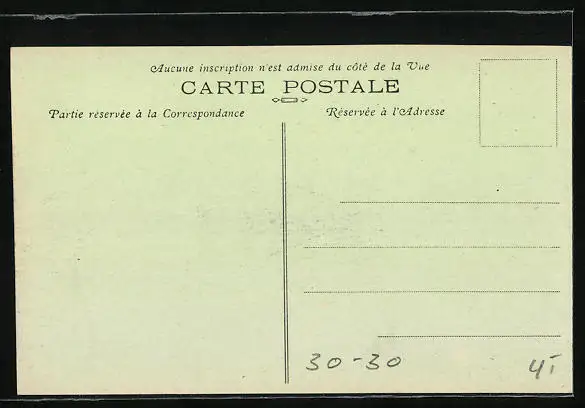 Aucune inscription n'est admise du côté de la Vue
CARTE POSTALE
Partie réservée à la Correspondance
Réservée à l'Adresse
30-30